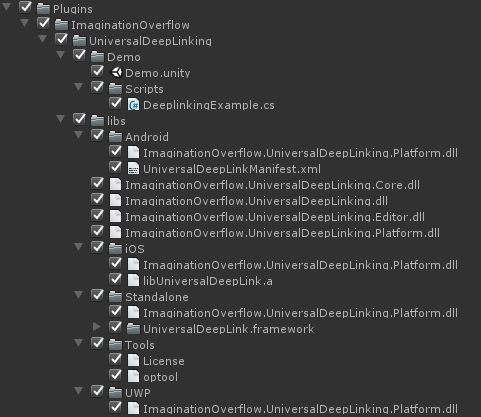 Plugins
ImaginationOverflow
UniversalDeepLinking
Demo
Demo.unity
Scripts
DeeplinkingExample.cs
libs
Android
ImaginationOverflow.UniversalDeepLinking.Platform.dll
UniversalDeepLinkManifest.xml
ImaginationOverflow.UniversalDeepLinking.Core.dll
ImaginationOverflow.UniversalDeepLinking.dll
ImaginationOverflow.UniversalDeepLinking.Editor.dll
ImaginationOverflow.UniversalDeepLinking.Platform.dll
iOS
ImaginationOverflow.UniversalDeepLinking.Platform.dll
libUniversalDeepLink.a
Standalone
ImaginationOverflow.UniversalDeepLinking.Platform.dll
UniversalDeepLink.framework
Tools
License
optool
UWP
ImaginationOverflow.UniversalDeepLinking.Platform.dll